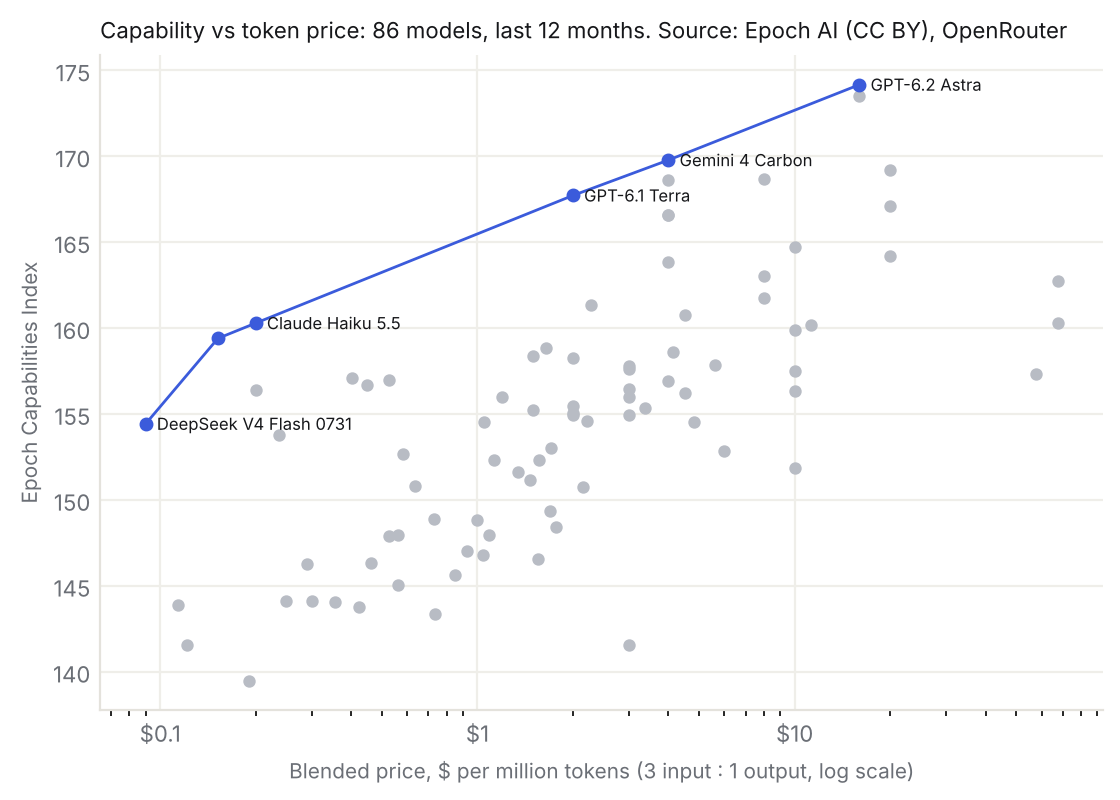 Capability vs token price: 86 models, last 12 months. Source: Epoch AI (CC BY), OpenRouter
175
GPT-6.2 Astra
170
Gemini 4 Carbon
GPT-6.1 Terra
165
160
Claude Haiku 5.5
155
DeepSeek V4 Flash 0731
150
145
140
Epoch Capabilities Index
$0.1
$1
$10
Blended price, $ per million tokens (3 input : 1 output, log scale)